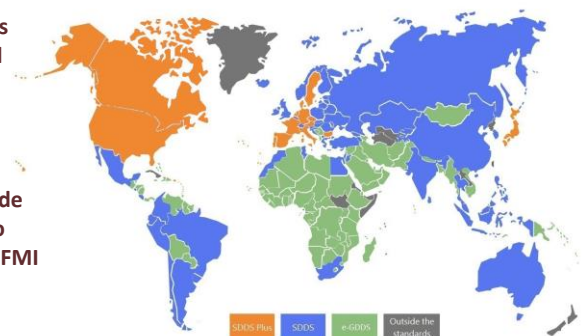 s
l
de
o
FMI
SDDS Plus
SDDS
e-GDDS
Outside the
standards